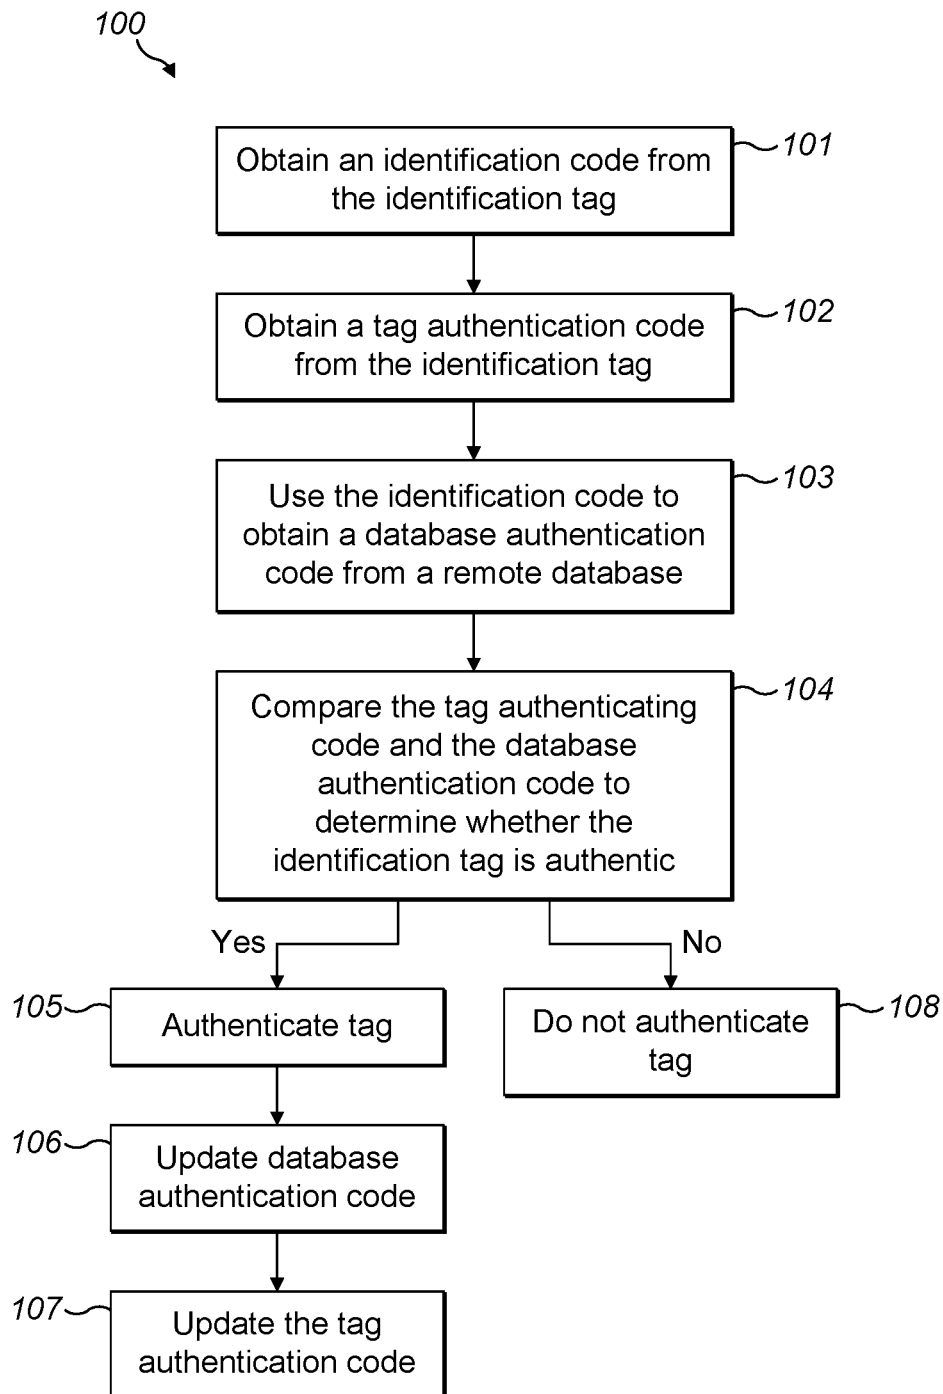 100
Obtain an identification code from
the identification tag
101
Obtain a tag authentication code
from the identification tag
102
Use the identification code to
obtain a database authentication
code from a remote database
103
Compare the tag authenticating
code and the database
authentication code to
determine whether the
identification tag is authentic
104
Yes
No
105
Authenticate tag
Do not authenticate
tag
108
106
Update database
authentication code
107
Update the tag
authentication code